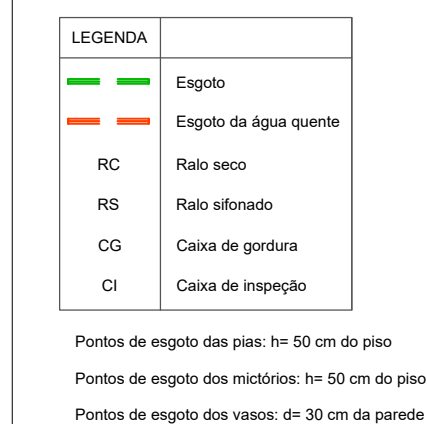 LEGENDA
Esgoto
Esgoto da água quente
RC Ralo seco
RS Ralo sifonado
CG Caixa de gordura
CI Caixa de inspeção
Pontos de esgoto das pias: h= 50 cm do piso
Pontos de esgoto dos mictórios: h= 50 cm do piso
Pontos de esgoto dos vasos: d= 30 cm da parede